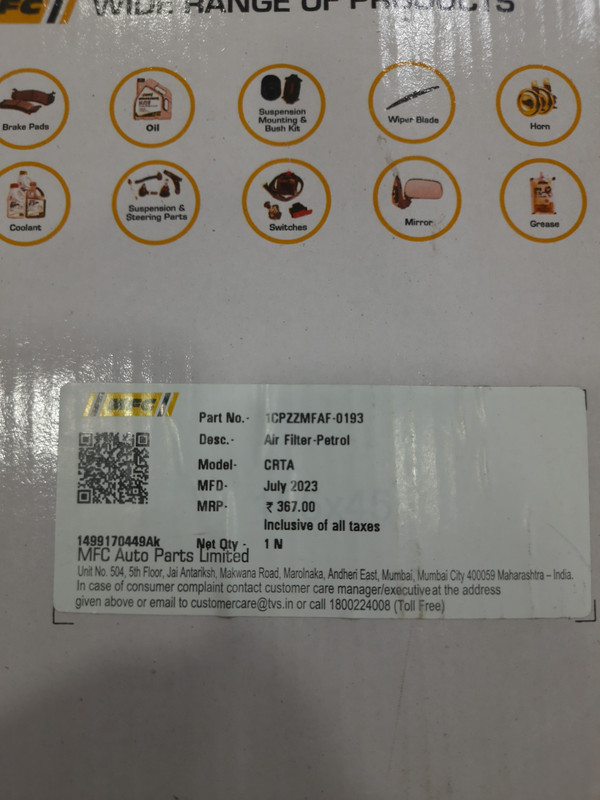 FC WIDE RANGE OF PRODUCTS
Brake Pads
Oil
Suspension
Mounting &
Bush Kit
Wiper Blade
Horn
Coolant
Suspension &
Steering Parts
Switches
Mirror
Grease
MFC
Part No.- 1CPZZMFAF-0193
Desc.- Air Filter-Petrol
Model- CRTA
MFD- July 2023
MRP- ₹ 367.00
Inclusive of all taxes
1499170449Ak Net Qty - 1 N
MFC Auto Parts Limited
Unit No. 504, 5th Floor, Jai Antariksh, Makwana Road, Marolnaka, Andheri East, Mumbai, Mumbai City 400059 Maharashtra – India.
In case of consumer complaint contact customer care manager/executive at the address
given above or email to customercare@tvs.in or call 1800224008 (Toll Free)